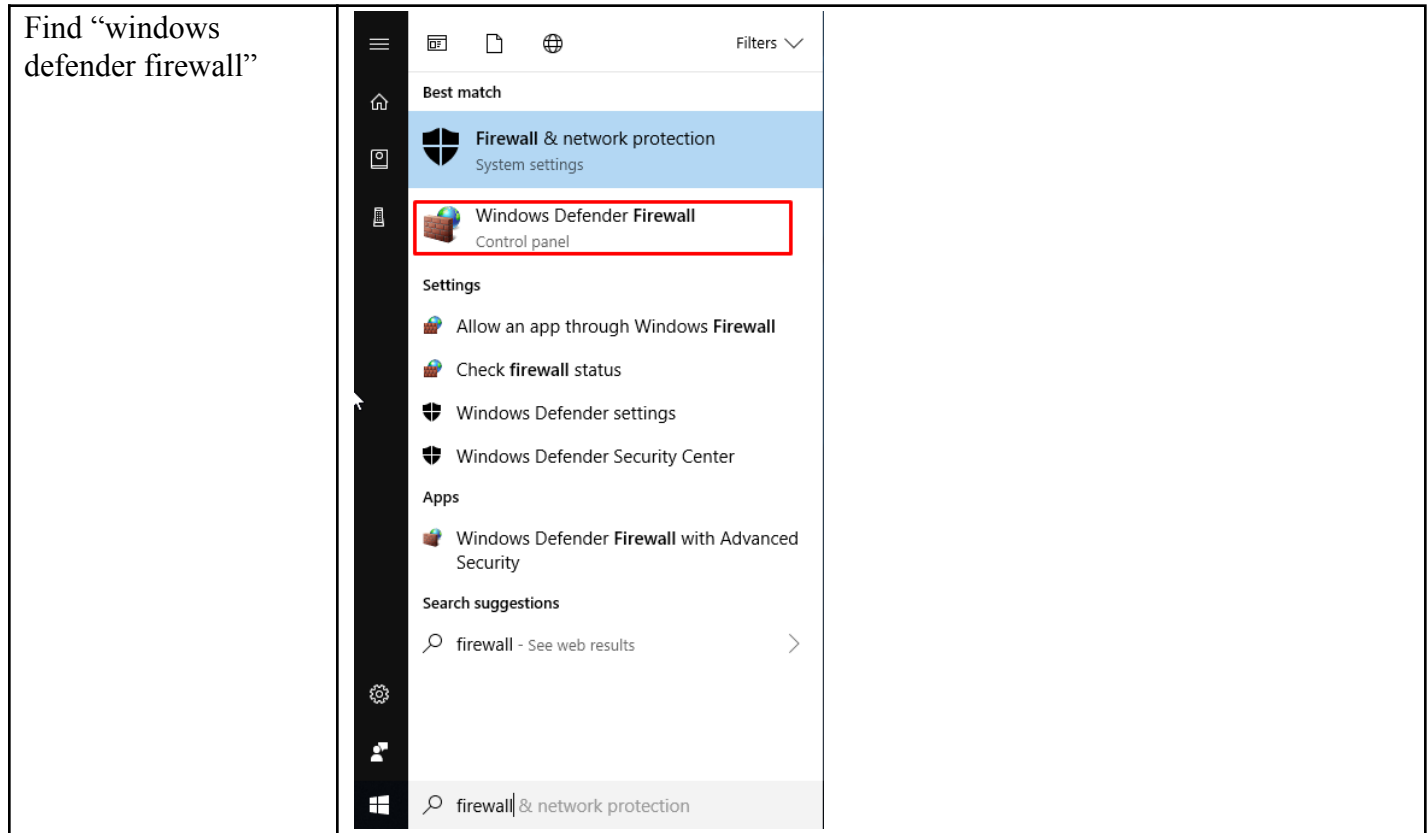 Find “windows
defender firewall”
Filters
Best match
Firewall & network protection
System settings
Windows Defender Firewall
Control panel
Settings
Allow an app through Windows Firewall
Check firewall status
Windows Defender settings
Windows Defender Security Center
Apps
Windows Defender Firewall with Advanced
Security
Search suggestions
firewall - See web results
firewall & network protection